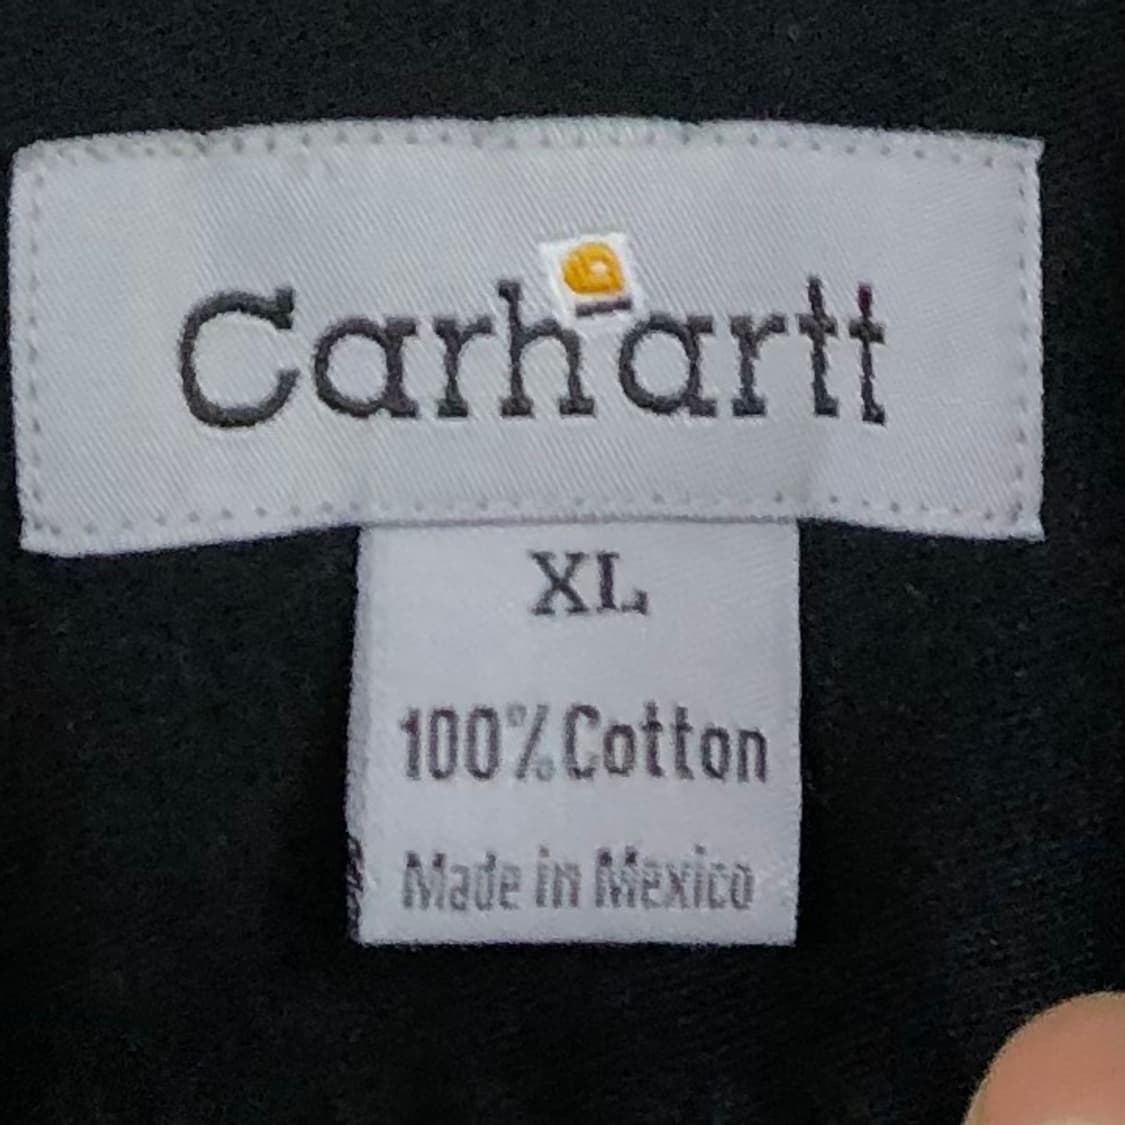 Carhartt
XL
100% Cotton
Made in Mexico